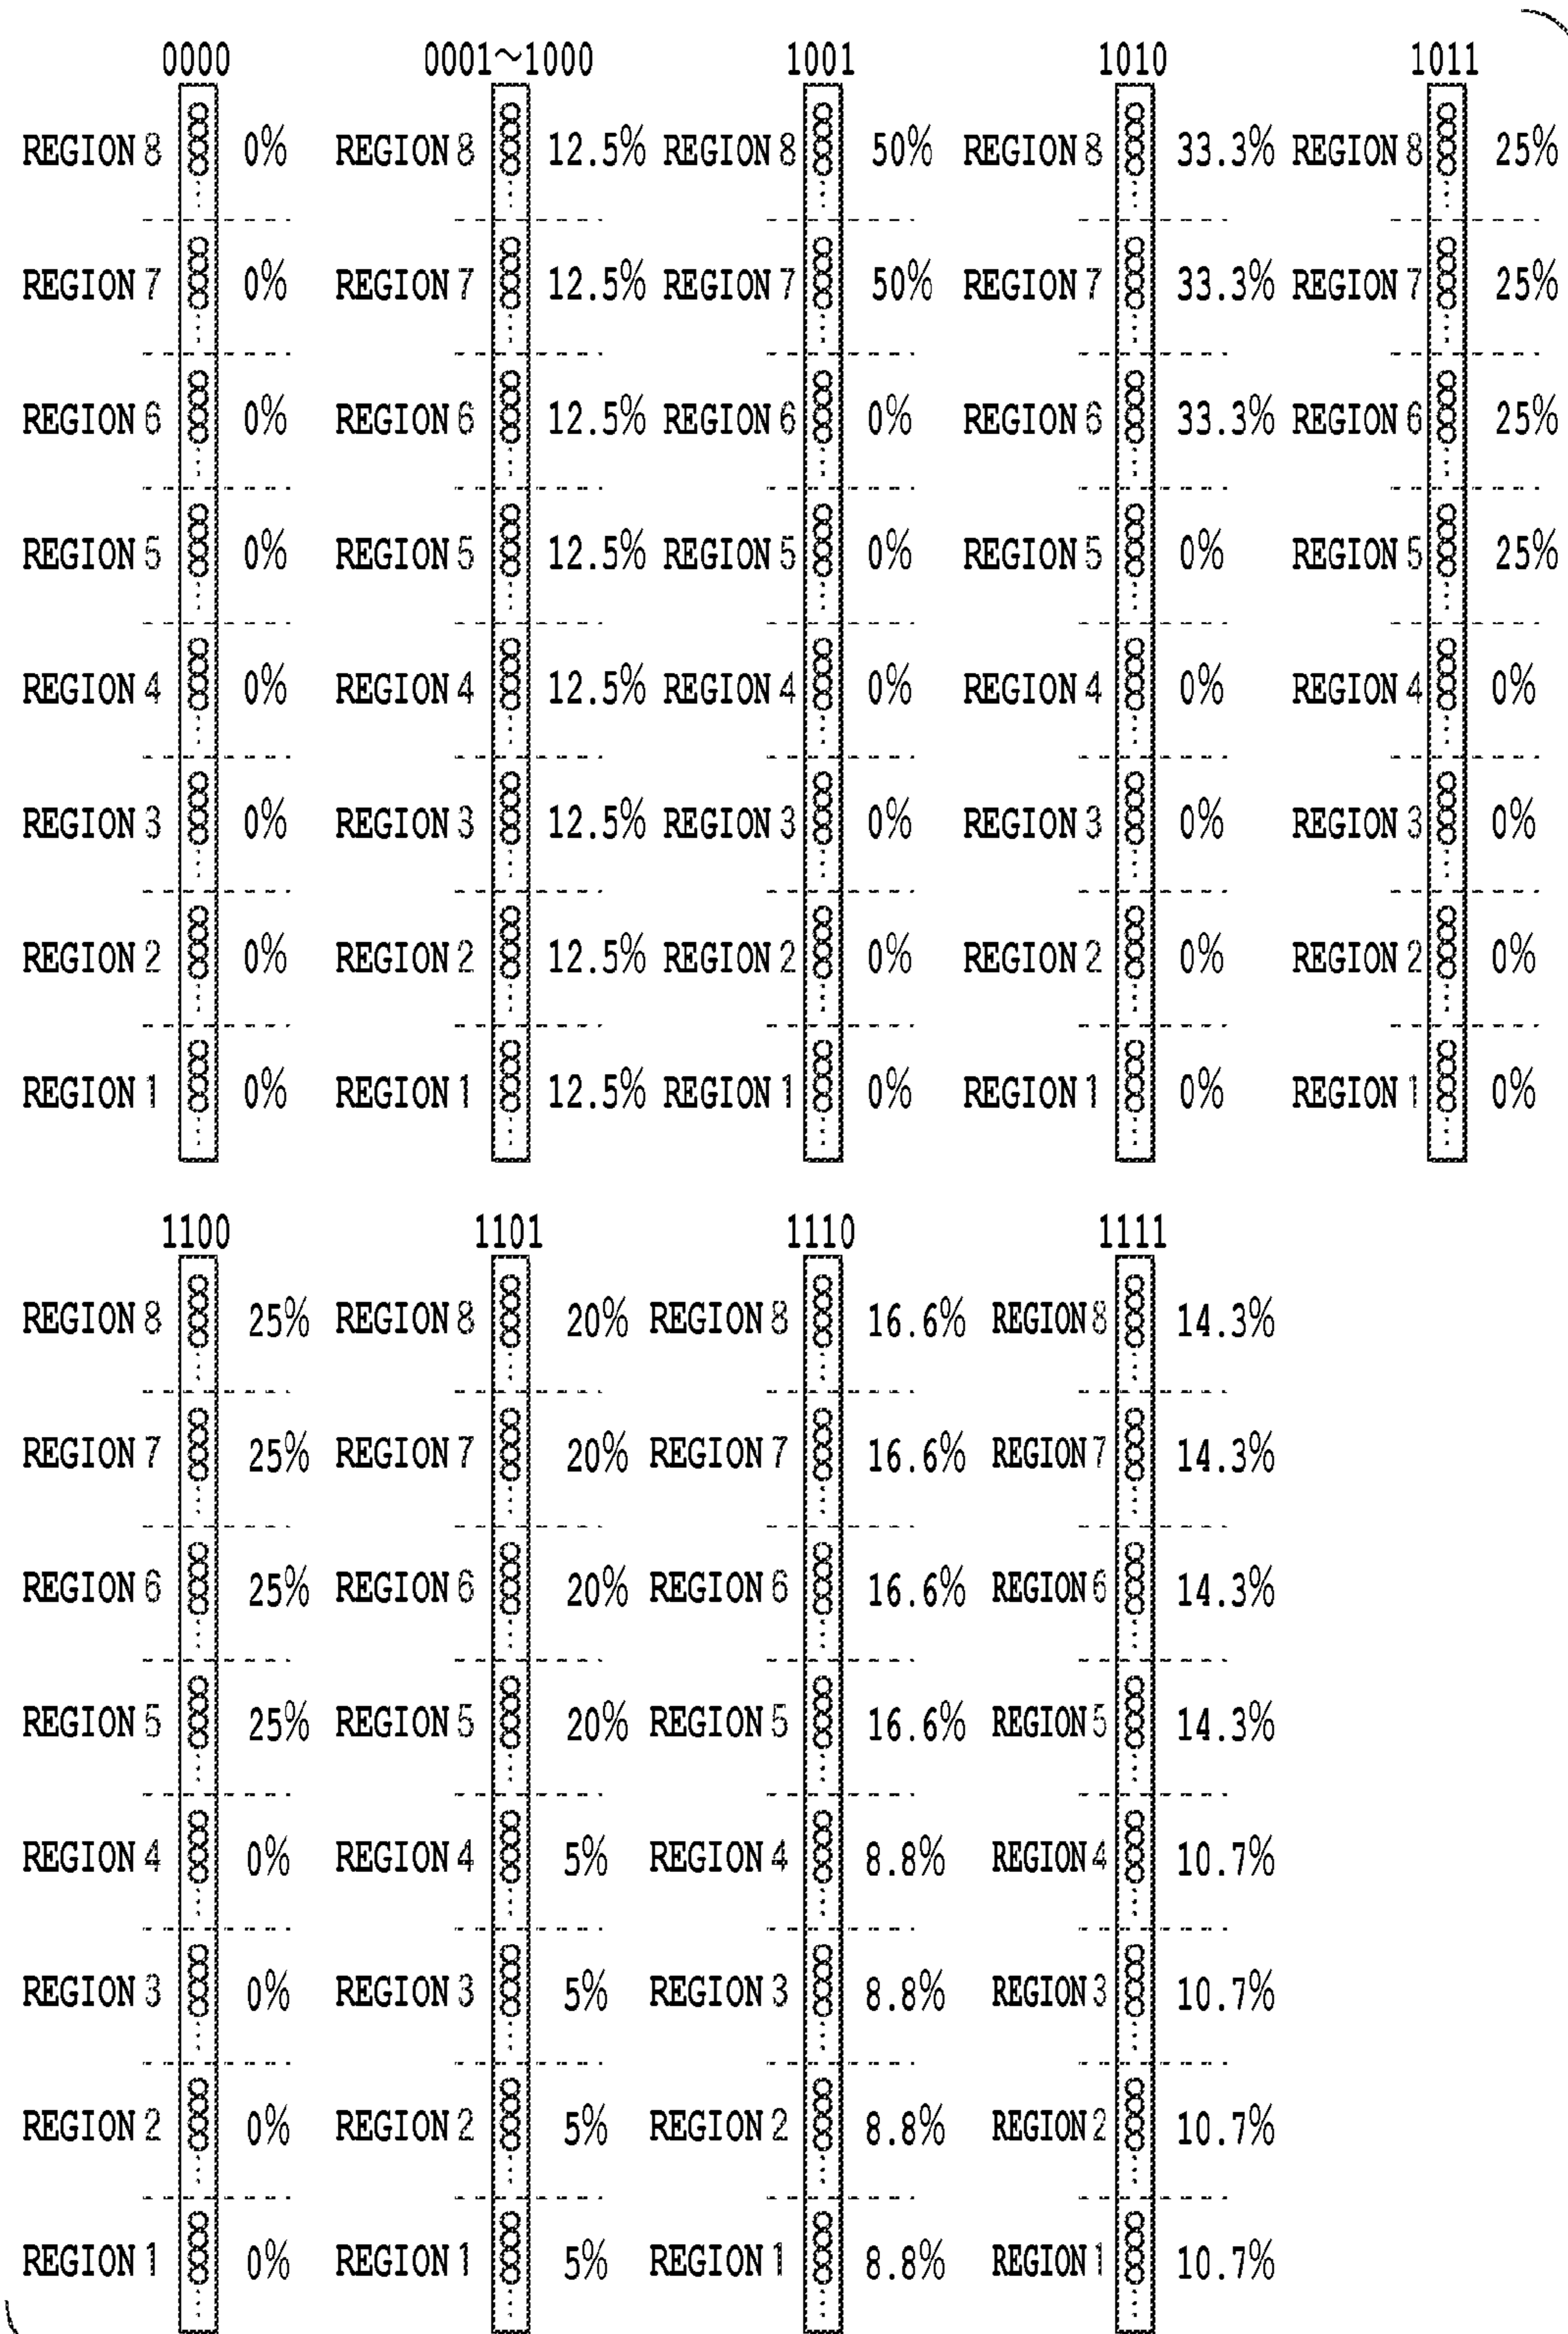 0000 0001~1000 1001 1010 1011
REGION 8 0% REGION 8 12.5% REGION 8 50% REGION 8 33.3% REGION 8 25%
REGION 7 0% REGION 7 12.5% REGION 7 50% REGION 7 33.3% REGION 7 25%
REGION 6 0% REGION 6 12.5% REGION 6 0% REGION 6 33.3% REGION 6 25%
REGION 5 0% REGION 5 12.5% REGION 5 0% REGION 5 0% REGION 5 25%
REGION 4 0% REGION 4 12.5% REGION 4 0% REGION 4 0% REGION 4 0%
REGION 3 0% REGION 3 12.5% REGION 3 0% REGION 3 0% REGION 3 0%
REGION 2 0% REGION 2 12.5% REGION 2 0% REGION 2 0% REGION 2 0%
REGION 1 0% REGION 1 12.5% REGION 1 0% REGION 1 0% REGION 1 0%
1100 1101 1110 1111
REGION 8 25% REGION 8 20% REGION 8 16.6% REGION 8 14.3%
REGION 7 25% REGION 7 20% REGION 7 16.6% REGION 7 14.3%
REGION 6 25% REGION 6 20% REGION 6 16.6% REGION 6 14.3%
REGION 5 25% REGION 5 20% REGION 5 16.6% REGION 5 14.3%
REGION 4 0% REGION 4 5% REGION 4 8.8% REGION 4 10.7%
REGION 3 0% REGION 3 5% REGION 3 8.8% REGION 3 10.7%
REGION 2 0% REGION 2 5% REGION 2 8.8% REGION 2 10.7%
REGION 1 0% REGION 1 5% REGION 1 8.8% REGION 1 10.7%